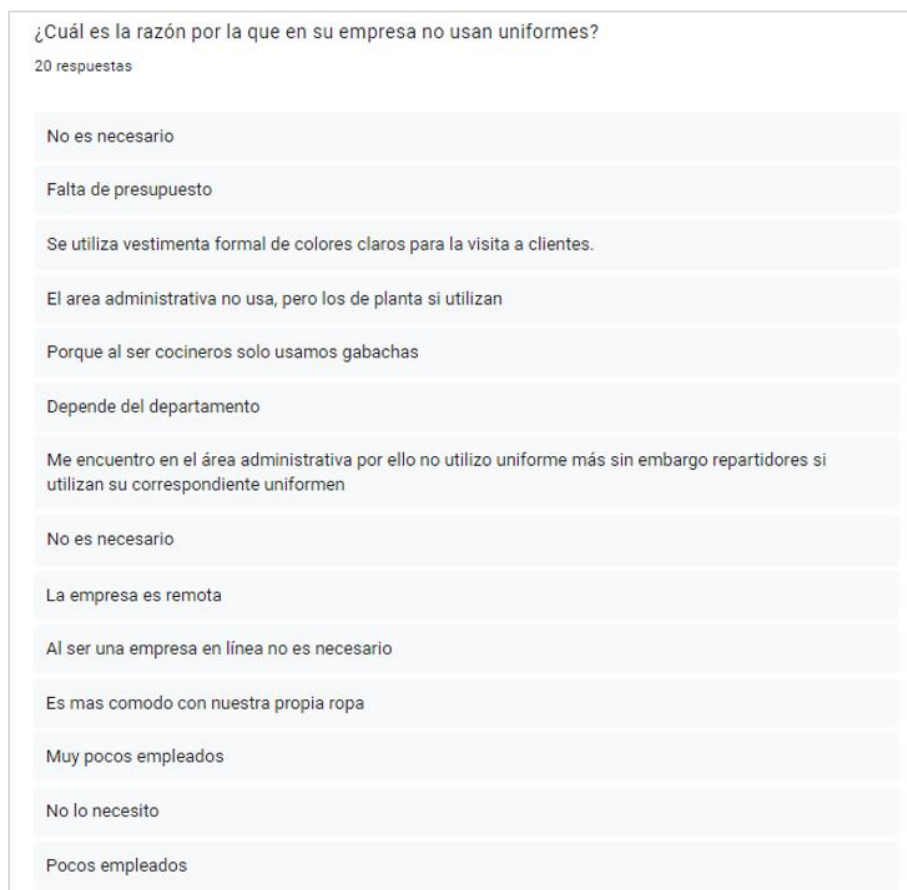 ¿Cuál es la razón por la que en su empresa no usan uniformes?
20 respuestas
No es necesario
Falta de presupuesto
Se utiliza vestimenta formal de colores claros para la visita a clientes.
El area administrativa no usa, pero los de planta si utilizan
Porque al ser cocineros solo usamos gabachas
Depende del departamento
Me encuentro en el área administrativa por ello no utilizo uniforme más sin embargo repartidores si
utilizan su correspondiente uniformen
No es necesario
La empresa es remota
Al ser una empresa en línea no es necesario
Es mas comodo con nuestra propia ropa
Muy pocos empleados
No lo necesito
Pocos empleados